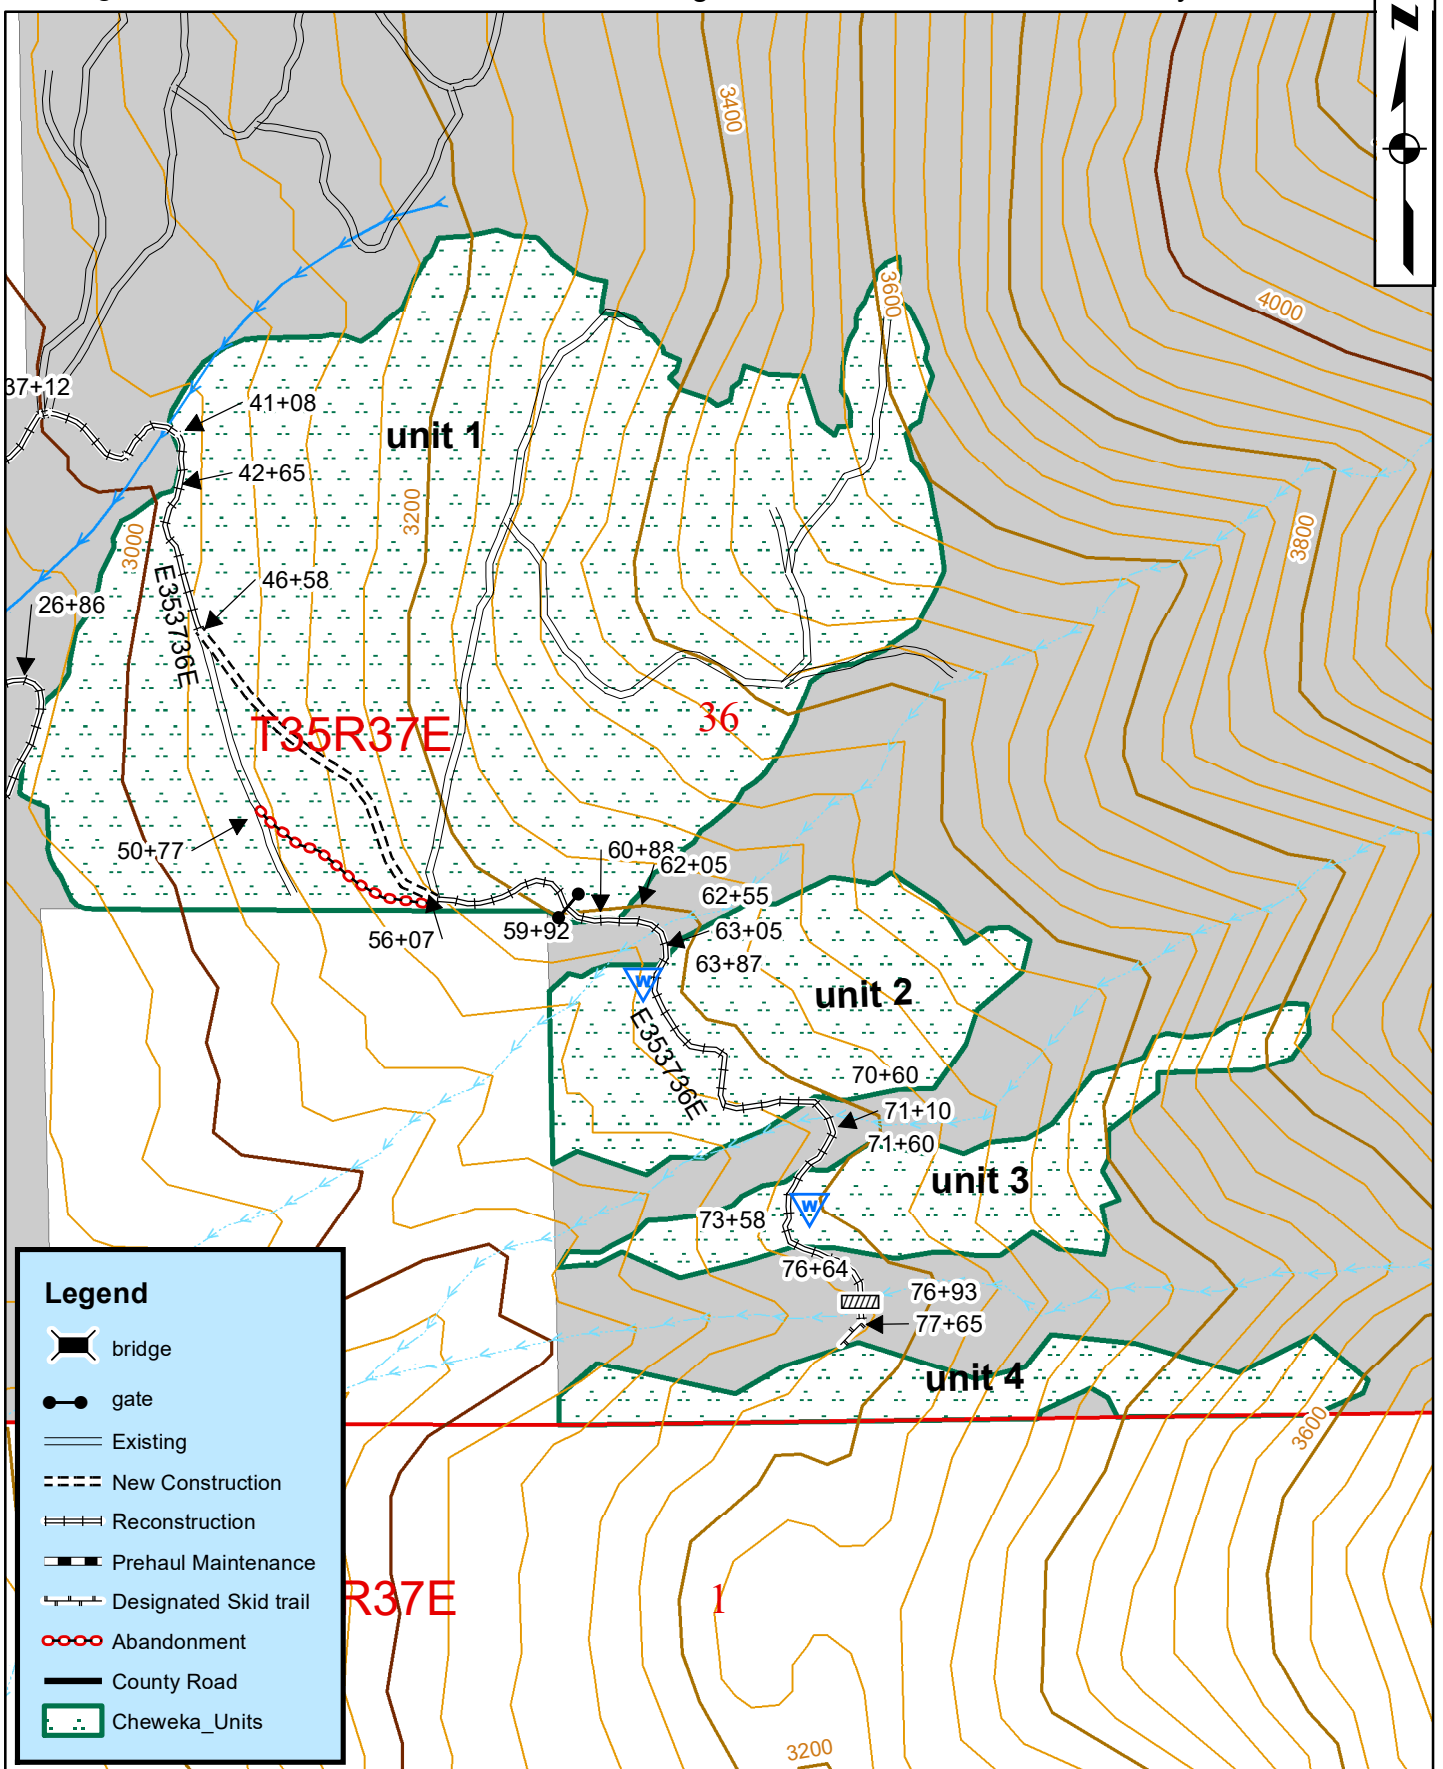 N
3400
3600
4000
37+12
41+08
unit 1
42+65
3200
3000
3800
46+58
26+86
E353736E
T35R37E
36
50+77
60+88
62+05
62+55
59+92
63+05
56+07
63+87
W
unit 2
E353736E
70+60
71+10
71+60
unit 3
W
73+58
76+64
76+93
77+65
unit 4
3600
R37E
1
3200
Legend
bridge
gate
Existing
New Construction
Reconstruction
Prehaul Maintenance
Designated Skid trail
Abandonment
County Road
Cheweka_Units